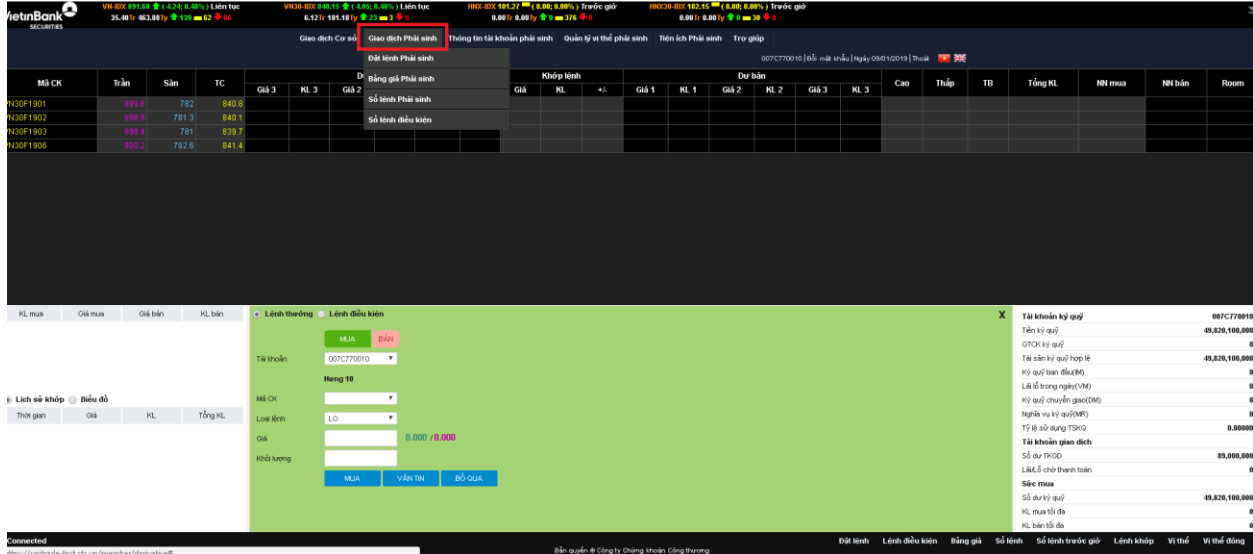 VietinBank
SECURITIES
VN-IDX 891.68 ( 4.24; 0.48% ) Liên tục
35.40Tr 463.88Ty 139 62 66
VN30-IDX 848.15 ( 4.05; 0.48% ) Liên tục
6.12Tr 181.18Ty 23 3 5
HNX-IDX 101.27 ( 0.00; 0.00% ) Trước giờ
0.00Tr 0.00Ty 0 376 0
HNX30-IDX 182.15 ( 0.00; 0.00% ) Trước giờ
0.00Tr 0.00Ty 0 30 0
Giao dịch Cơ sở Giao dịch Phái sinh Thông tin tài khoản phái sinh Quản lý vị thế phái sinh Tiện ích Phái sinh Trợ giúp
Đặt lệnh Phái sinh
Bảng giá Phái sinh
Sổ lệnh Phái sinh
Sổ lệnh điều kiện
007C770010 | Đổi mật khẩu | Ngày 09/01/2019 | Thoát
Mã CK Trần Sàn TC Khớp lệnh Dư bán Cao Thấp TB Tổng KL NN mua NN bán Room
Giá 3 KL 3 Giá 2 Giá KL +/- Giá 1 KL 1 Giá 2 KL 2 Giá 3 KL 3
VN30F1901 899.6 782 840.8
VN30F1902 898.9 781.3 840.1
VN30F1903 898.4 781 839.7
VN30F1906 900.2 782.6 841.4
KL mua Giá mua Giá bán KL bán
Lịch sử khớp Biểu đồ
Thời gian Giá KL Tổng KL
Lệnh thường Lệnh điều kiện X
MUA BÁN
Tài khoản 007C770010
Hưng 10
Mã CK
Loại lệnh LO
Giá 0.000 / 0.000
Khối lượng
MUA VẤN TIN BỎ QUA
Tài khoản ký quỹ 007C770010
Tiền ký quỹ 49,820,100,000
GTCK ký quỹ 0
Tài sản ký quỹ hợp lệ 49,820,100,000
Ký quỹ ban đầu(IM) 0
Lãi lỗ trong ngày(VM) 0
Ký quỹ chuyển giao(DM) 0
Nghĩa vụ ký quỹ(MR) 0
Tỷ lệ sử dụng TSKQ 0.00000
Tài khoản giao dịch
Số dư TKGD 89,000,000
Lãi/Lỗ chờ thanh toán 0
Sức mua
Số dư ký quỹ 49,820,100,000
KL mua tối đa 0
KL bán tối đa 0
Connected
Đặt lệnh Lệnh điều kiện Bảng giá Sổ lệnh Sổ lệnh trước giờ Lệnh khớp Vị thế Vị thế đóng
Bản quyền © Công ty Chứng khoán Công thương